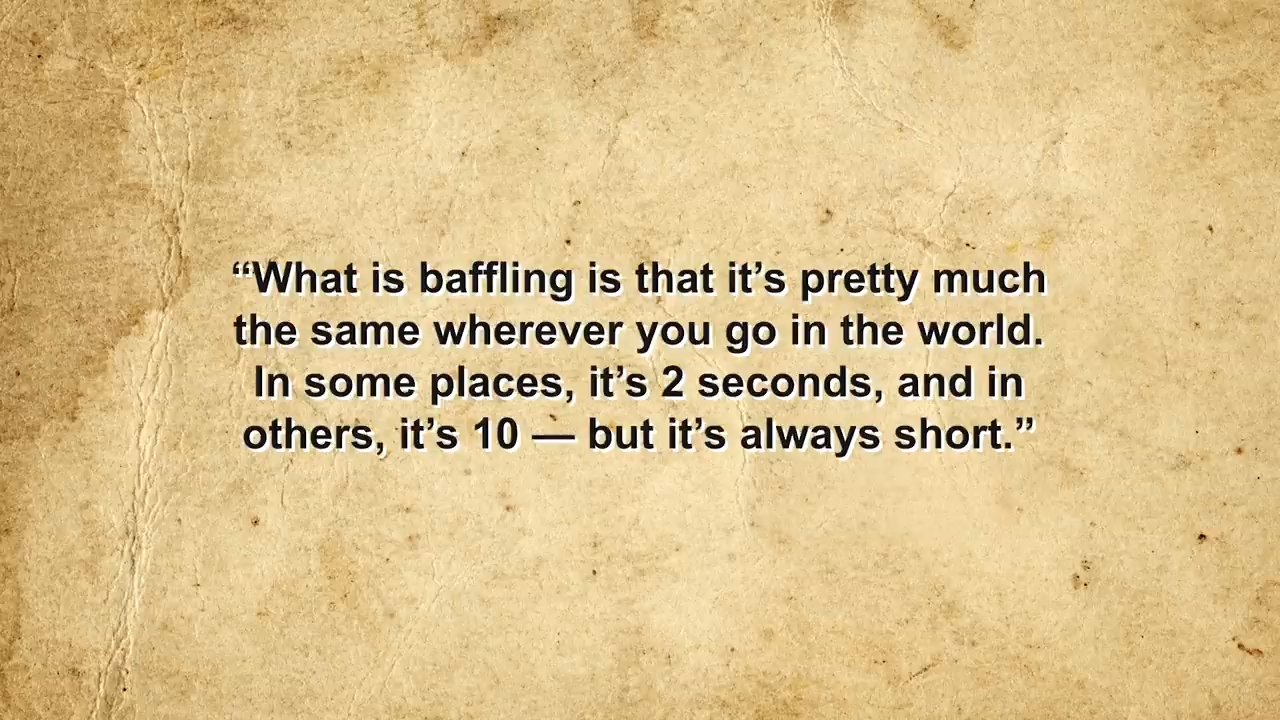 “What is baffling is that it’s pretty much
the same wherever you go in the world.
In some places, it’s 2 seconds, and in
others, it’s 10 — but it’s always short.”